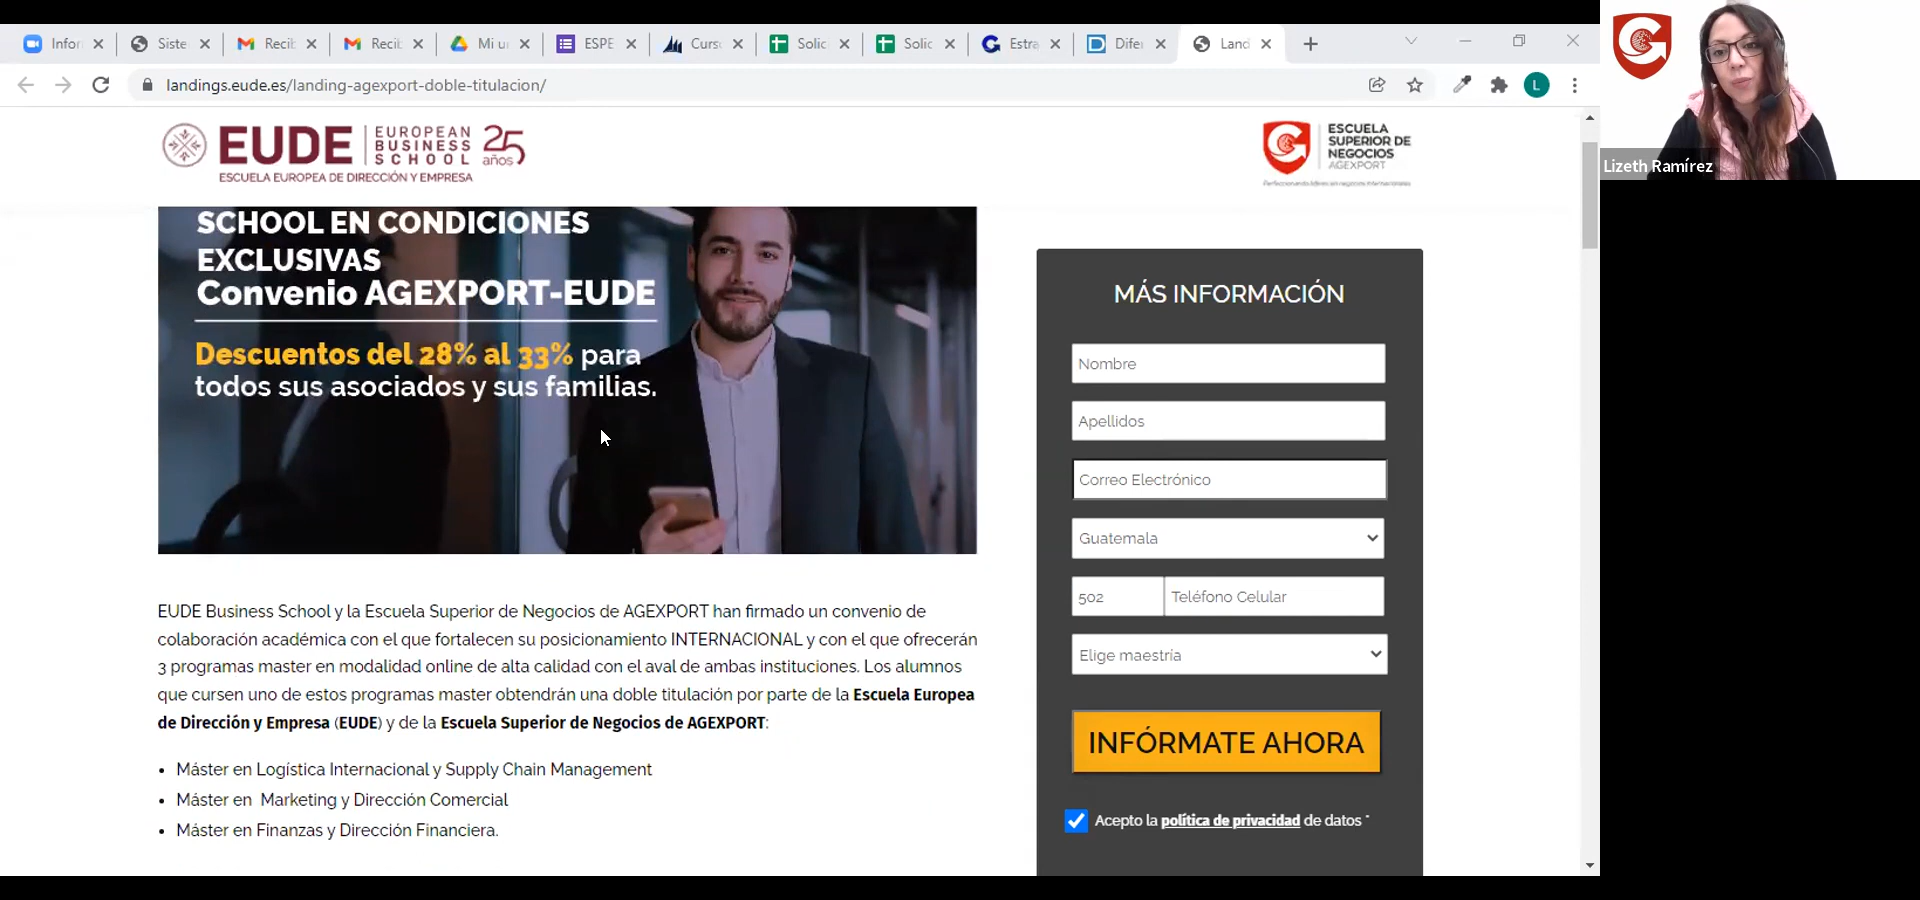 Infor
Siste
Recib
Recib
Mi u
ESPE
Curs
Solic
Solic
Estra
Difer
Land
landings.eude.es/landing-agexport-doble-titulacion/
L
EUDE
EUROPEAN
BUSINESS
SCHOOL
25
años
ESCUELA EUROPEA DE DIRECCIÓN Y EMPRESA
ESCUELA
SUPERIOR DE
NEGOCIOS
AGEXPORT
Lizeth Ramírez
SCHOOL EN CONDICIONES
EXCLUSIVAS
Convenio AGEXPORT-EUDE
Descuentos del 28% al 33% para
todos sus asociados y sus familias.
MÁS INFORMACIÓN
Nombre
Apellidos
Correo Electrónico
Guatemala
502
Teléfono Celular
Elige maestría
INFÓRMATE AHORA
Acepto la política de privacidad de datos *
EUDE Business School y la Escuela Superior de Negocios de AGEXPORT han firmado un convenio de
colaboración académica con el que fortalecen su posicionamiento INTERNACIONAL y con el que ofrecerán
3 programas master en modalidad online de alta calidad con el aval de ambas instituciones. Los alumnos
que cursen uno de estos programas master obtendrán una doble titulación por parte de la Escuela Europea
de Dirección y Empresa (EUDE) y de la Escuela Superior de Negocios de AGEXPORT:
• Máster en Logística Internacional y Supply Chain Management
• Máster en Marketing y Dirección Comercial
• Máster en Finanzas y Dirección Financiera.